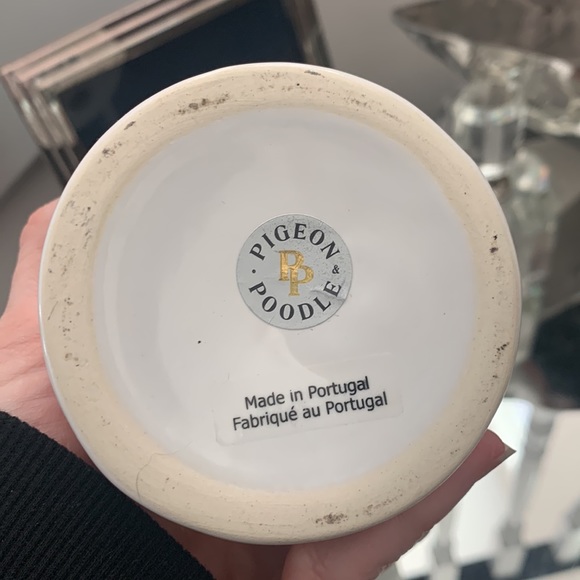 PIGEON
&
POODLE
PP
Made in Portugal
Fabriqué au Portugal